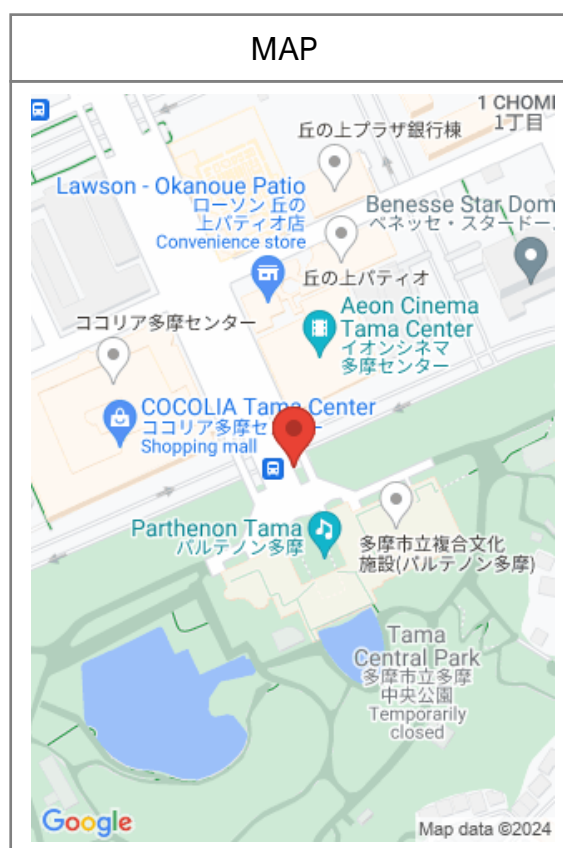 MAP
1 CHOME
1丁目
丘の上プラザ銀行棟
Lawson - Okanoue Patio
ローソン 丘の
上パティオ店
Convenience store
Benesse Star Dom
ベネッセ・スタードー
丘の上パティオ
Aeon Cinema
Tama Center
イオンシネマ
多摩センター
ココリア多摩センター
COCOLIA Tama Center
ココリア多摩セ
Shopping mall
Parthenon Tama
パルテノン多摩
多摩市立複合文化
施設(パルテノン多摩)
Tama
Central Park
多摩市立多摩
中央公園
Temporarily
closed
Google
Map data ©2024